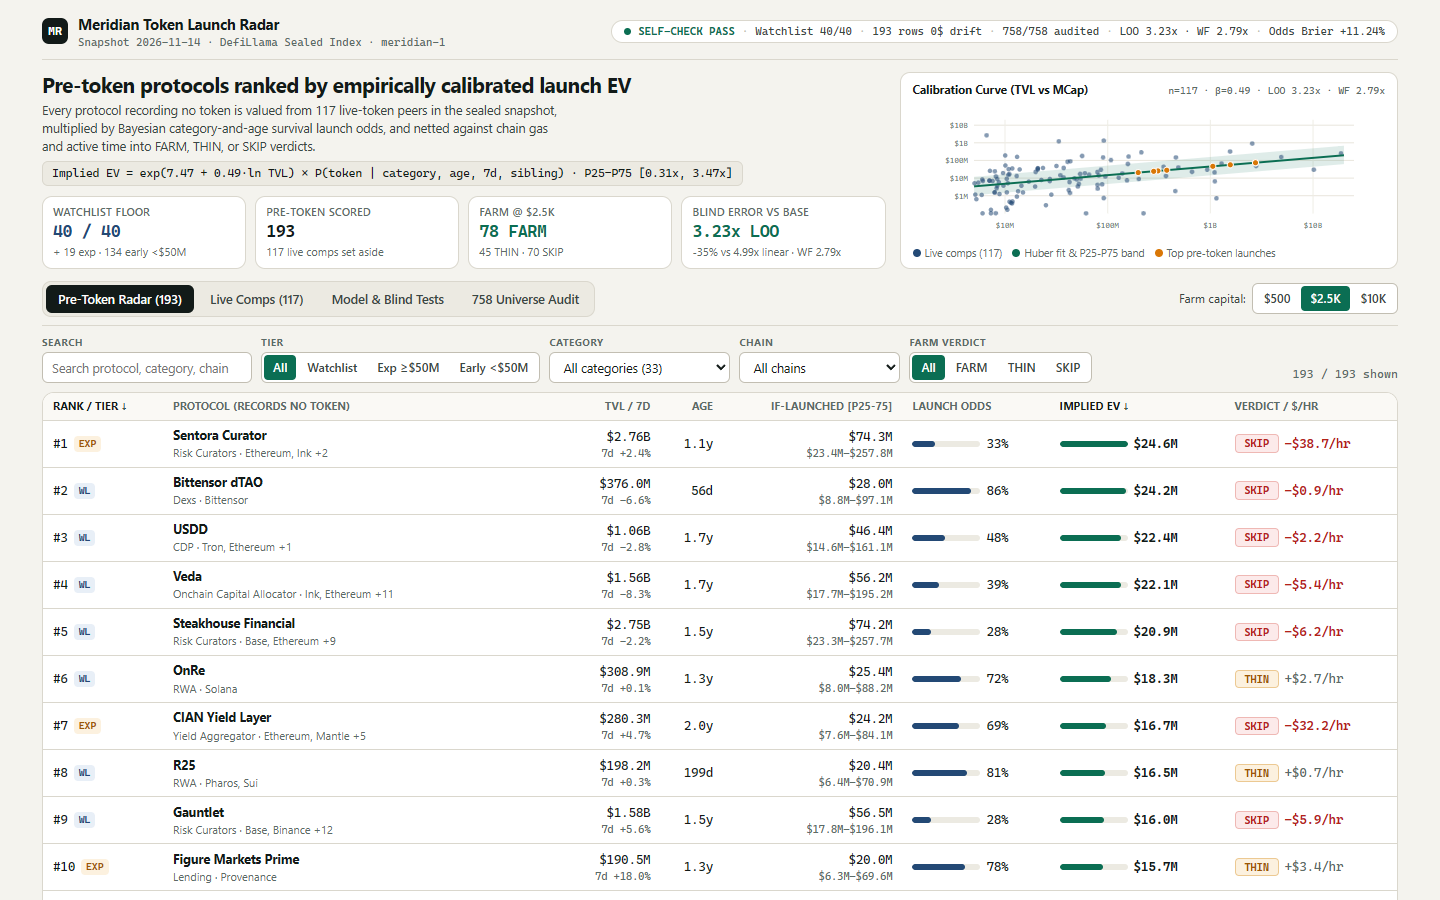 MR
Meridian Token Launch Radar
Snapshot 2026-11-14 · DefiLlama Sealed Index · meridian-1
SELF-CHECK PASS · Watchlist 40/40 · 193 rows 0$ drift · 758/758 audited · LOO 3.23x · WF 2.79x · Odds Brier +11.24%
Pre-token protocols ranked by empirically calibrated launch EV
Every protocol recording no token is valued from 117 live-token peers in the sealed snapshot,
multiplied by Bayesian category-and-age survival launch odds, and netted against chain gas
and active time into FARM, THIN, or SKIP verdicts.
Implied EV = exp(7.47 + 0.49·ln TVL) × P(token | category, age, 7d, sibling) · P25–P75 [0.31x, 3.47x]
WATCHLIST FLOOR
40 / 40
+ 19 exp · 134 early <$50M
PRE-TOKEN SCORED
193
117 live comps set aside
FARM @ $2.5K
78 FARM
45 THIN · 70 SKIP
BLIND ERROR VS BASE
3.23x LOO
-35% vs 4.99x linear · WF 2.79x
Calibration Curve (TVL vs MCap)
n=117 · β=0.49 · LOO 3.23x · WF 2.79x
$10B
$1B
$100M
$10M
$1M
$10M
$100M
$1B
$10B
Live comps (117)
Huber fit & P25-P75 band
Top pre-token launches
Pre-Token Radar (193)
Live Comps (117)
Model & Blind Tests
758 Universe Audit
Farm capital:
$500
$2.5K
$10K
SEARCH
Search protocol, category, chain
TIER
All
Watchlist
Exp ≥$50M
Early <$50M
CATEGORY
All categories (33)
CHAIN
All chains
FARM VERDICT
All
FARM
THIN
SKIP
193 / 193 shown
RANK / TIER ↓
PROTOCOL (RECORDS NO TOKEN)
TVL / 7D
AGE
IF-LAUNCHED [P25-75]
LAUNCH ODDS
IMPLIED EV ↓
VERDICT / $/HR
#1 EXP
Sentora Curator
Risk Curators · Ethereum, Ink +2
$2.76B
7d +2.4%
1.1y
$74.3M
$23.4M–$257.8M
33%
$24.6M
SKIP
−$38.7/hr
#2 WL
Bittensor dTAO
Dexs · Bittensor
$376.0M
7d −6.6%
56d
$28.0M
$8.8M–$97.1M
86%
$24.2M
SKIP
−$0.9/hr
#3 WL
USDD
CDP · Tron, Ethereum +1
$1.06B
7d −2.8%
1.7y
$46.4M
$14.6M–$161.1M
48%
$22.4M
SKIP
−$2.2/hr
#4 WL
Veda
Onchain Capital Allocator · Ink, Ethereum +11
$1.56B
7d −8.3%
1.7y
$56.2M
$17.7M–$195.2M
39%
$22.1M
SKIP
−$5.4/hr
#5 WL
Steakhouse Financial
Risk Curators · Base, Ethereum +9
$2.75B
7d −2.2%
1.5y
$74.2M
$23.3M–$257.7M
28%
$20.9M
SKIP
−$6.2/hr
#6 WL
OnRe
RWA · Solana
$308.9M
7d +0.1%
1.3y
$25.4M
$8.0M–$88.2M
72%
$18.3M
THIN
+$2.7/hr
#7 EXP
CIAN Yield Layer
Yield Aggregator · Ethereum, Mantle +5
$280.3M
7d +4.7%
2.0y
$24.2M
$7.6M–$84.1M
69%
$16.7M
SKIP
−$32.2/hr
#8 WL
R25
RWA · Pharos, Sui
$198.2M
7d +0.3%
199d
$20.4M
$6.4M–$70.9M
81%
$16.5M
THIN
+$0.7/hr
#9 WL
Gauntlet
Risk Curators · Base, Binance +12
$1.58B
7d +5.6%
1.5y
$56.5M
$17.8M–$196.1M
28%
$16.0M
SKIP
−$5.9/hr
#10 EXP
Figure Markets Prime
Lending · Provenance
$190.5M
7d +18.0%
1.3y
$20.0M
$6.3M–$69.6M
78%
$15.7M
THIN
+$3.4/hr